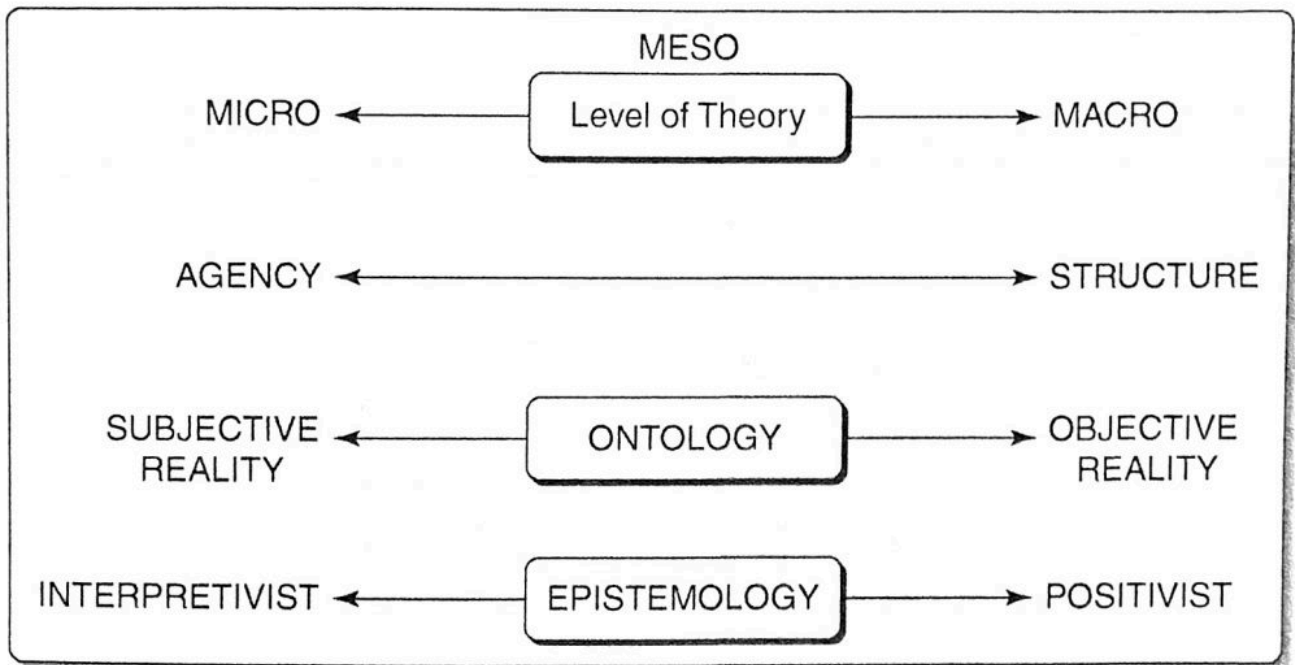 MESO
MICRO Level of Theory MACRO
AGENCY STRUCTURE
SUBJECTIVE
REALITY
ONTOLOGY
OBJECTIVE
REALITY
INTERPRETIVIST EPISTEMOLOGY POSITIVIST